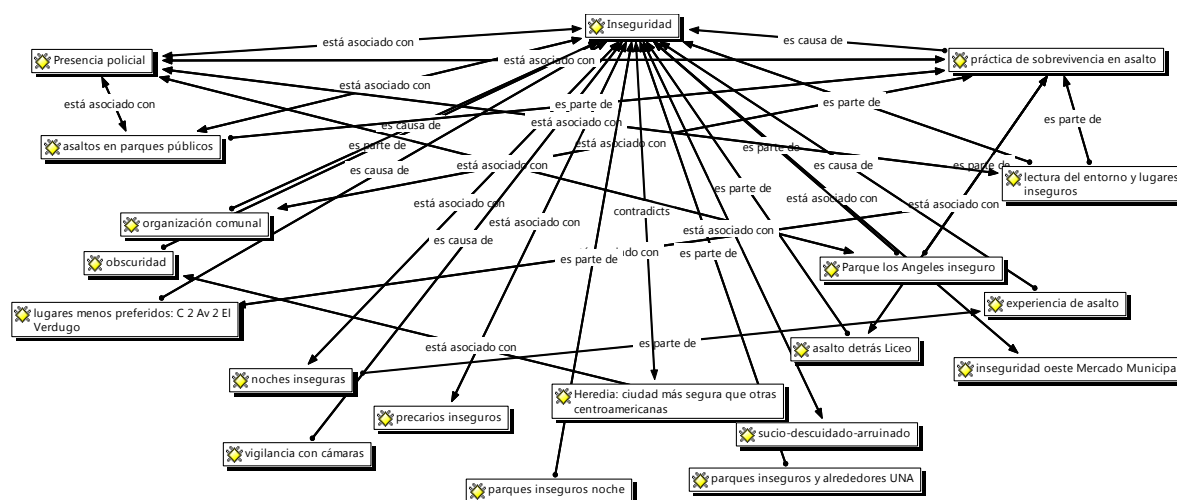 Inseguridad
está asociado con
es causa de
Presencia policial
práctica de sobrevivencia en asalto
está asociado con
está asociado con
está asociado con
es parte de
es parte de
está asociado con
es causa de
es parte de
asaltos en parques públicos
es parte de
está asociado con
está asociado con
es parte de
es causa de
es parte de
es parte de
lectura del entorno y lugares
inseguros
está asociado con
está asociado con
está asociado con
contradicts
organización comunal
está asociado con
está asociado con
es causa de
obscuridad
es parte de
Parque los Angeles inseguro
es parte de
lugares menos preferidos: C 2 Av 2 El
Verdugo
experiencia de asalto
está asociado con
es parte de
asalto detrás Liceo
noches inseguras
inseguridad oeste Mercado Municipa
Heredia: ciudad más segura que otras
centroamericanas
precarios inseguros
sucio-descuidado-arruinado
vigilancia con cámaras
parques inseguros noche
parques inseguros y alrededores UNA